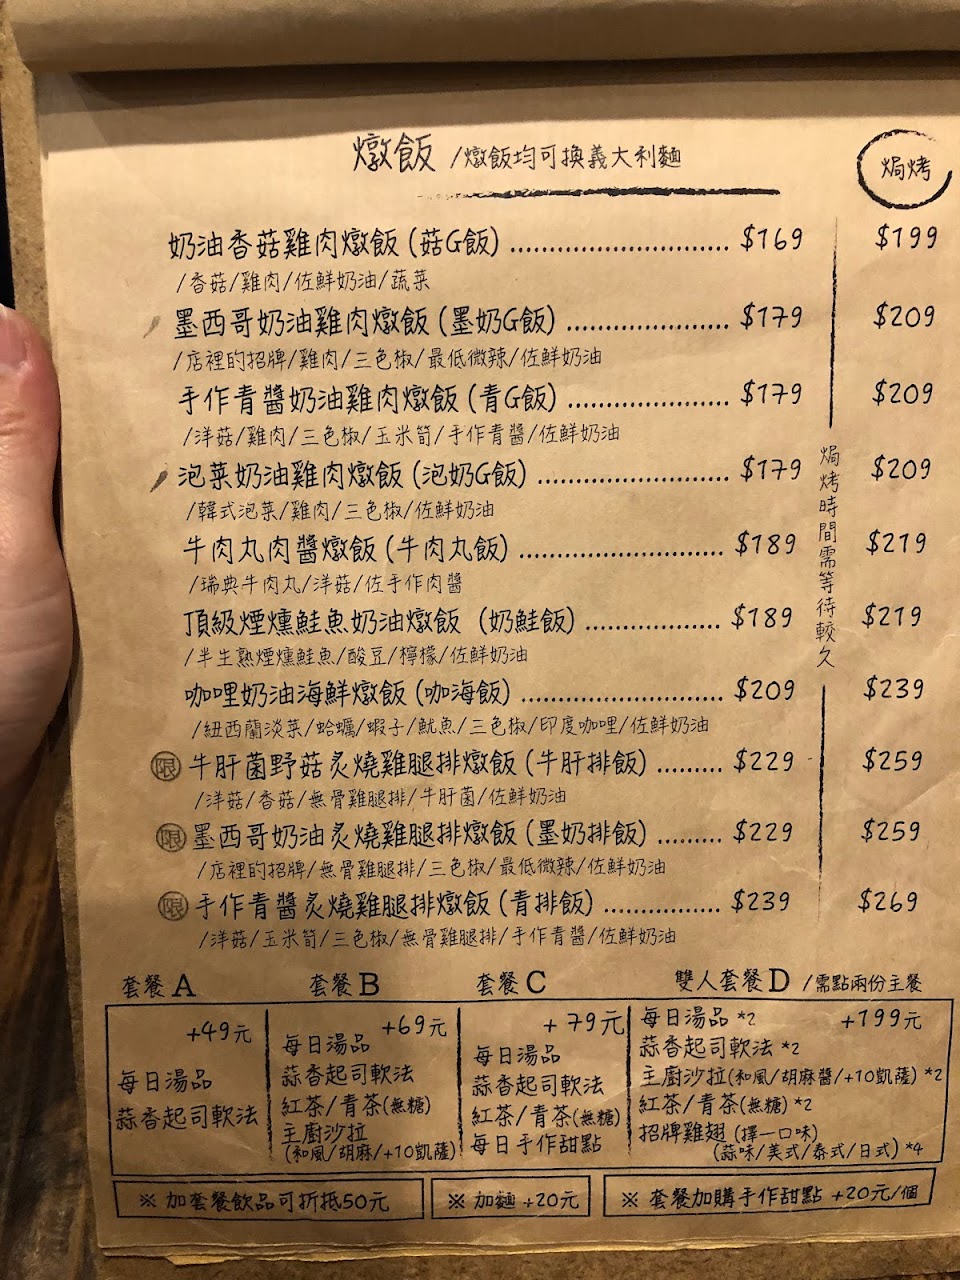 燉飯 /燉飯均可換義大利麵
焗烤
奶油香菇雞肉燉飯(菇G飯) ........................ $169 $199
/香菇/雞肉/佐鮮奶油/蔬菜
墨西哥奶油雞肉燉飯(墨奶G飯) .................. $179 $209
/店裡的招牌/雞肉/三色椒/最低微辣/佐鮮奶油
手作青醬奶油雞肉燉飯(青G飯) .................. $179 $209
/洋菇/雞肉/三色椒/玉米筍/手作青醬/佐鮮奶油
泡菜奶油雞肉燉飯(泡奶G飯) ..................... $179 $209
/韓式泡菜/雞肉/三色椒/佐鮮奶油
牛肉丸肉醬燉飯(牛肉丸飯) ....................... $189 $219
/瑞典牛肉丸/洋菇/佐手作肉醬
頂級煙燻鮭魚奶油燉飯 (奶鮭飯) ............... $189 $219
/半生熟煙燻鮭魚/酸豆/檸檬/佐鮮奶油
咖哩奶油海鮮燉飯(咖海飯) ....................... $209 $239
/紐西蘭淡菜/蛤蠣/蝦子/魷魚/三色椒/印度咖哩/佐鮮奶油
限 牛肝菌野菇炙燒雞腿排燉飯(牛肝排飯) ......... $229 $259
/洋菇/香菇/無骨雞腿排/牛肝菌/佐鮮奶油
限 墨西哥奶油炙燒雞腿排燉飯(墨奶排飯) ......... $229 $259
/店裡的招牌/無骨雞腿排/三色椒/最低微辣/佐鮮奶油
限 手作青醬炙燒雞腿排燉飯(青排飯) ................ $239 $269
/洋菇/玉米筍/三色椒/無骨雞腿排/手作青醬/佐鮮奶油
焗烤時間需等待較久
套餐A
+49元
每日湯品
蒜香起司軟法
套餐B
+69元
每日湯品
蒜香起司軟法
紅茶/青茶(無糖)
主廚沙拉
(和風/胡麻/+10凱薩)
套餐C
+79元
每日湯品
蒜香起司軟法
紅茶/青茶(無糖)
每日手作甜點
雙人套餐D /需點兩份主餐
每日湯品*2 +199元
蒜香起司軟法*2
主廚沙拉(和風/胡麻醬/+10凱薩)*2
紅茶/青茶(無糖)*2
招牌雞翅(擇一口味)
(蒜味/美式/泰式/日式)*4
※ 加套餐飲品可折抵50元
※ 加麵+20元
※ 套餐加購手作甜點 +20元/個